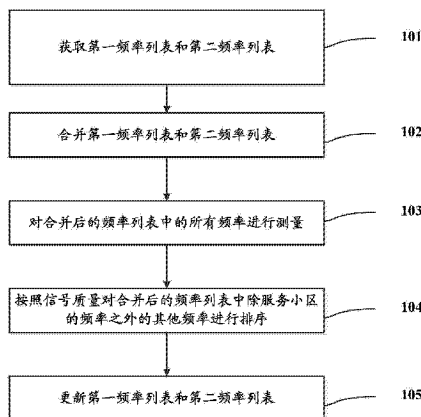 获取第一频率列表和第二频率列表
101
合并第一频率列表和第二频率列表
102
对合并后的频率列表中的所有频率进行测量
103
按照信号质量对合并后的频率列表中除服务小区
的频率之外的其他频率进行排序
104
更新第一频率列表和第二频率列表
105